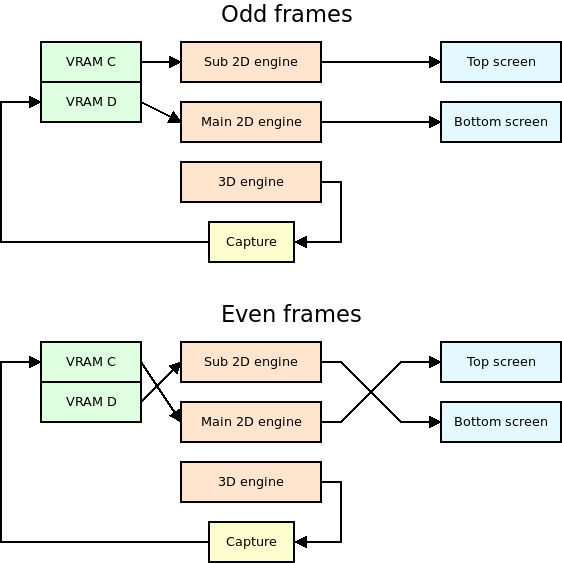 Odd frames
VRAM C
Sub 2D engine
Top screen
VRAM D
Main 2D engine
Bottom screen
3D engine
Capture
Even frames
VRAM C
Sub 2D engine
Top screen
VRAM D
Main 2D engine
Bottom screen
3D engine
Capture